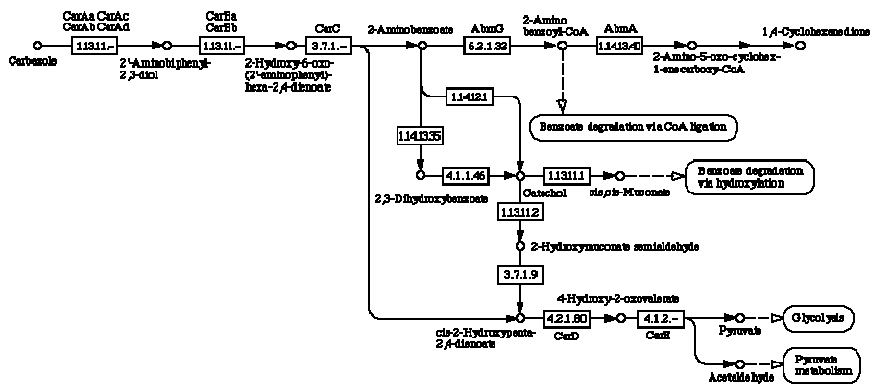 CarAa CarAc
CarAb CarAd
1.13.11.-
Carbazole
2'-Aminobiphenyl-
2,3-diol
CarBa
CarBb
1.13.11.-
2-Hydroxy-6-oxo-
(2'-aminophenyl)-
hexa-2,4-dienoate
CarC
3.7.1.-
2-Aminobenzoate
AbmG
6.2.1.32
2-Amino
benzoyl-CoA
AbmA
1.14.13.40
2-Amino-5-oxo-cyclohex-
1-enecarboxy-CoA
1,4-Cyclohexanedione
1.14.12.1
Benzoate degradation via CoA ligation
1.14.13.35
2,3-Dihydroxybenzoate
4.1.1.46
Catechol
1.13.11.1
cis,cis-Muconate
Benzoate degradation
via hydroxylation
1.13.11.2
2-Hydroxymuconate semialdehyde
3.7.1.9
cis-2-Hydroxypenta-
2,4-dienoate
4.2.1.80
CarD
4-Hydroxy-2-oxovalerate
4.1.2.-
CarE
Pyruvate
Glycolysis
Acetaldehyde
Pyruvate
metabolism